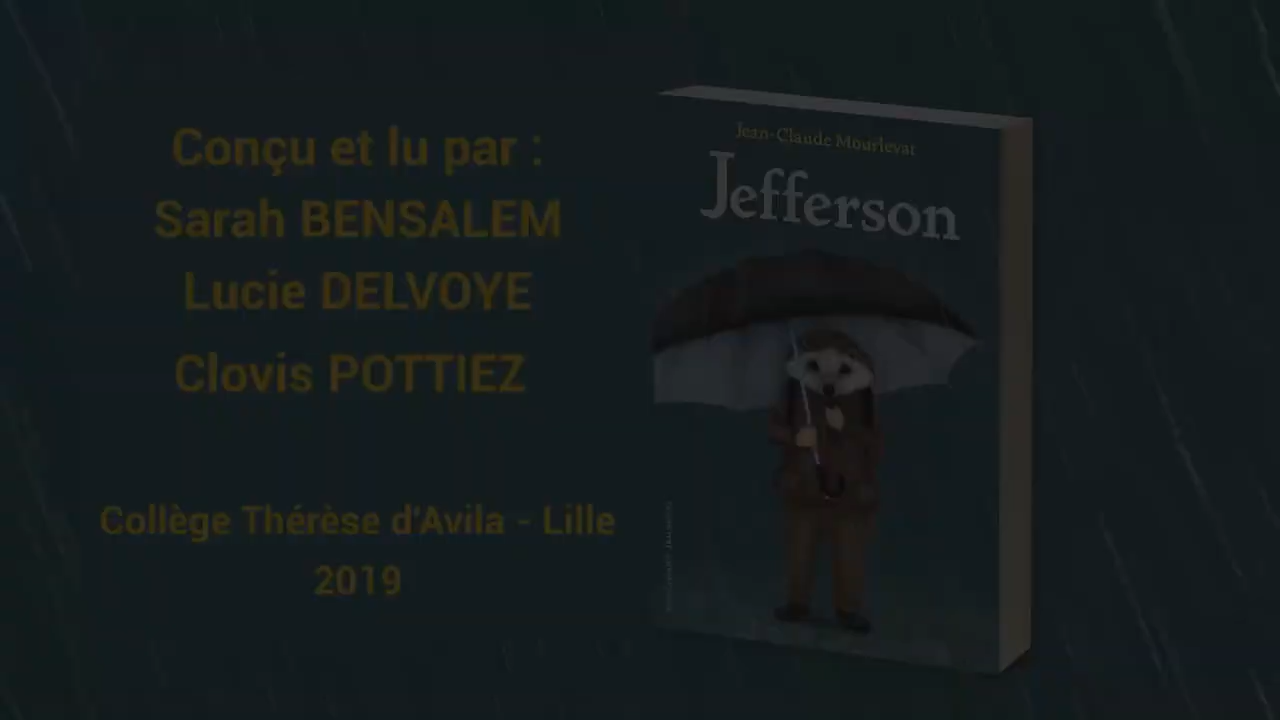 Conçu et lu par :
Sarah BENSALEM
Lucie DELVOYE
Clovis POTTIEZ
Collège Thérèse d'Avila - Lille
2019
Jean-Claude Mourlevat
Jefferson